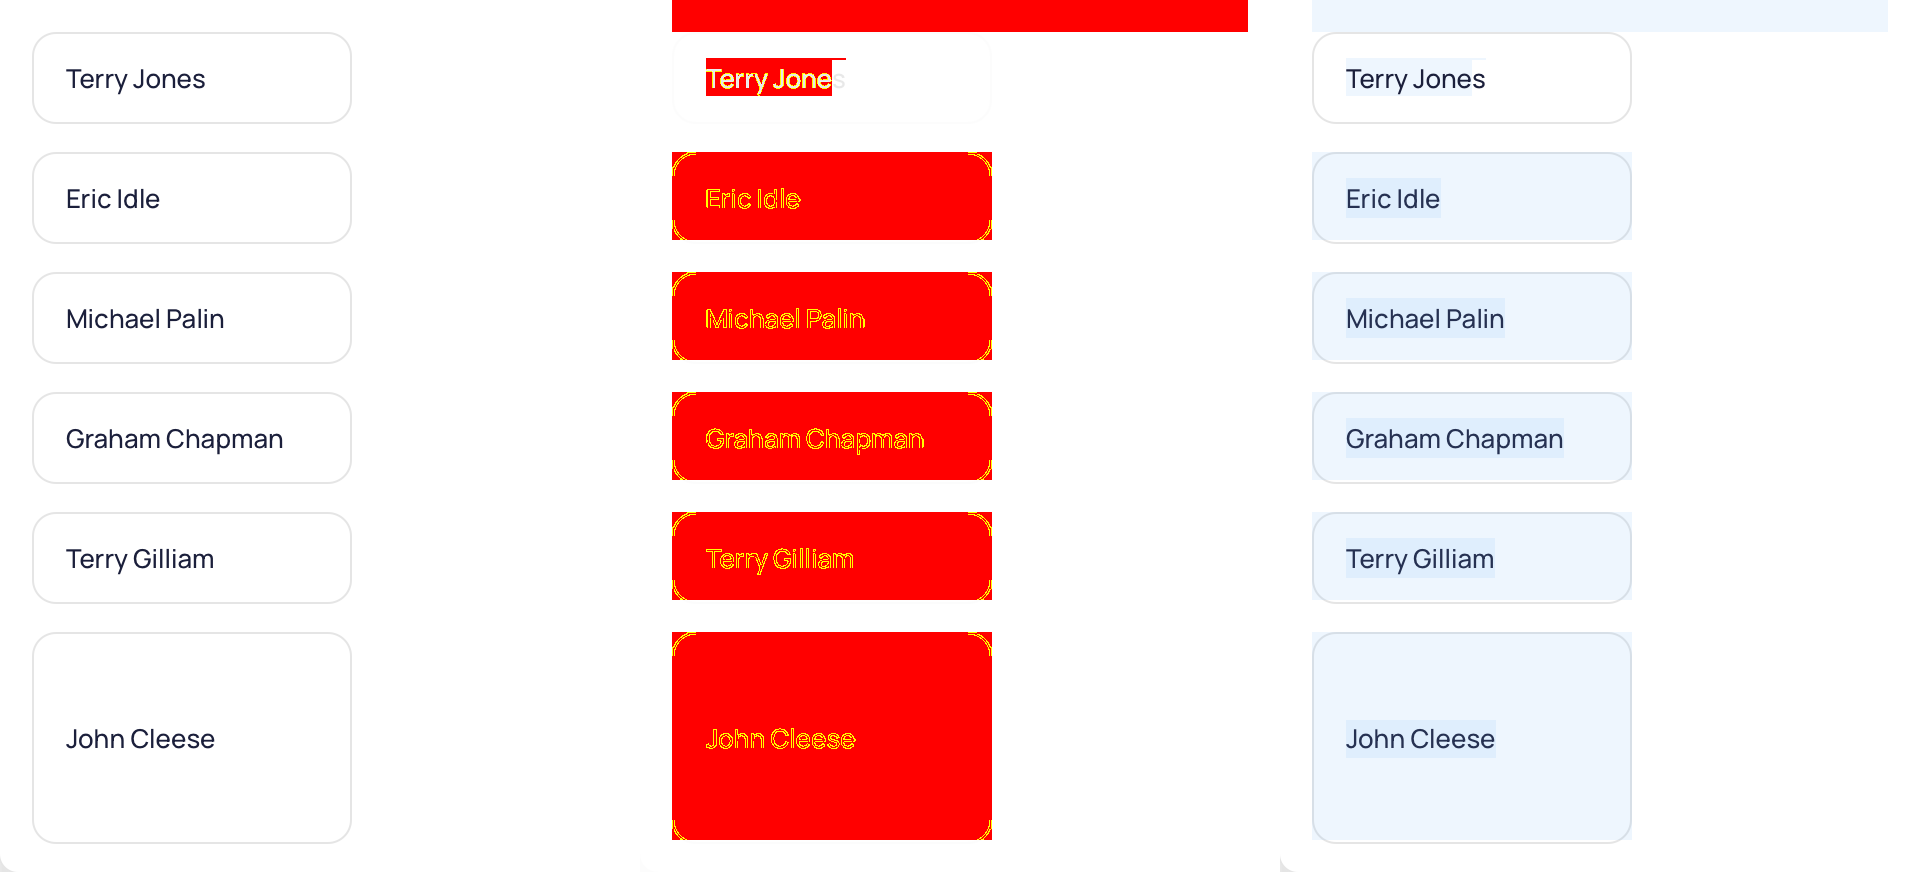 Terry Jones Terry Jones Terry Jones
Eric Idle Eric Idle Eric Idle
Michael Palin Michael Palin Michael Palin
Graham Chapman Graham Chapman Graham Chapman
Terry Gilliam Terry Gilliam Terry Gilliam
John Cleese John Cleese John Cleese